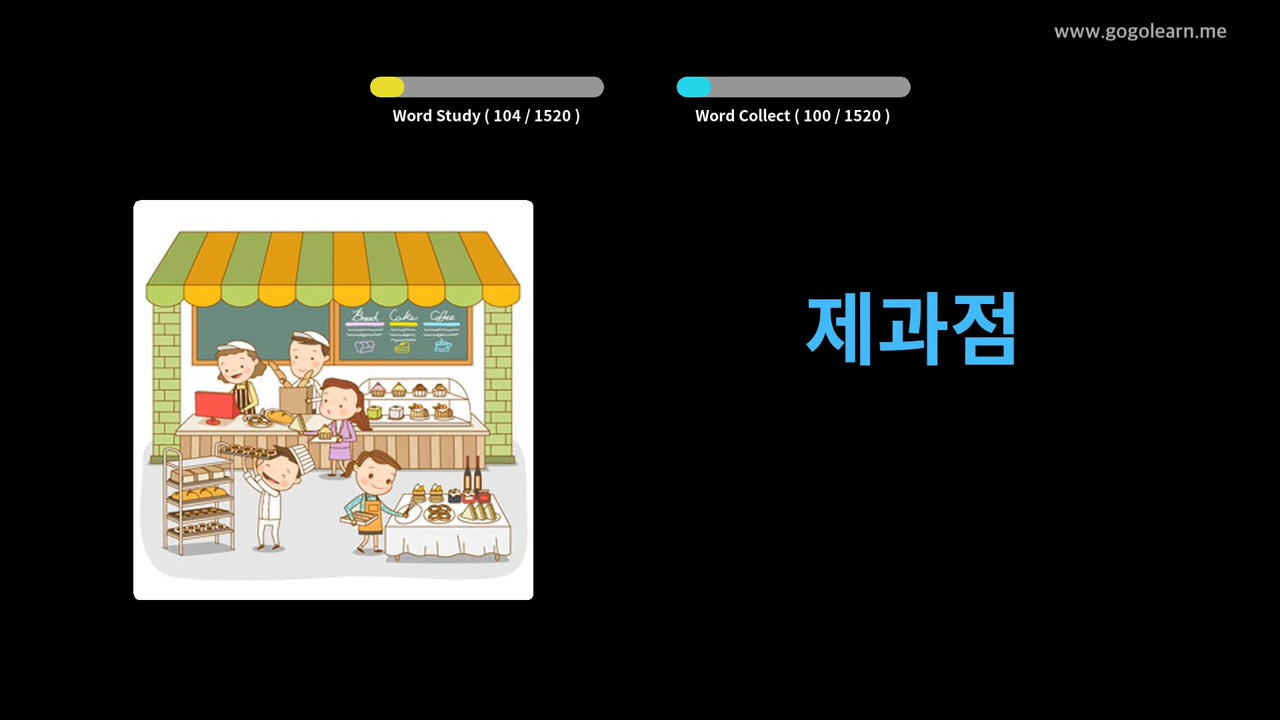 www.gogolearn.me
Word Study ( 104 / 1520 )
Word Collect ( 100 / 1520 )
Bread Cake Coffee
제과점